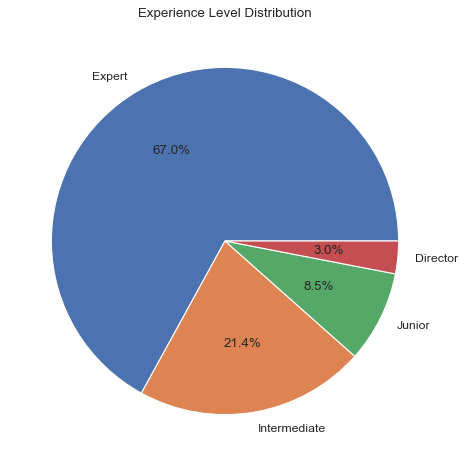 Experience Level Distribution
Expert
67.0%
3.0%
Director
8.5%
Junior
21.4%
Intermediate